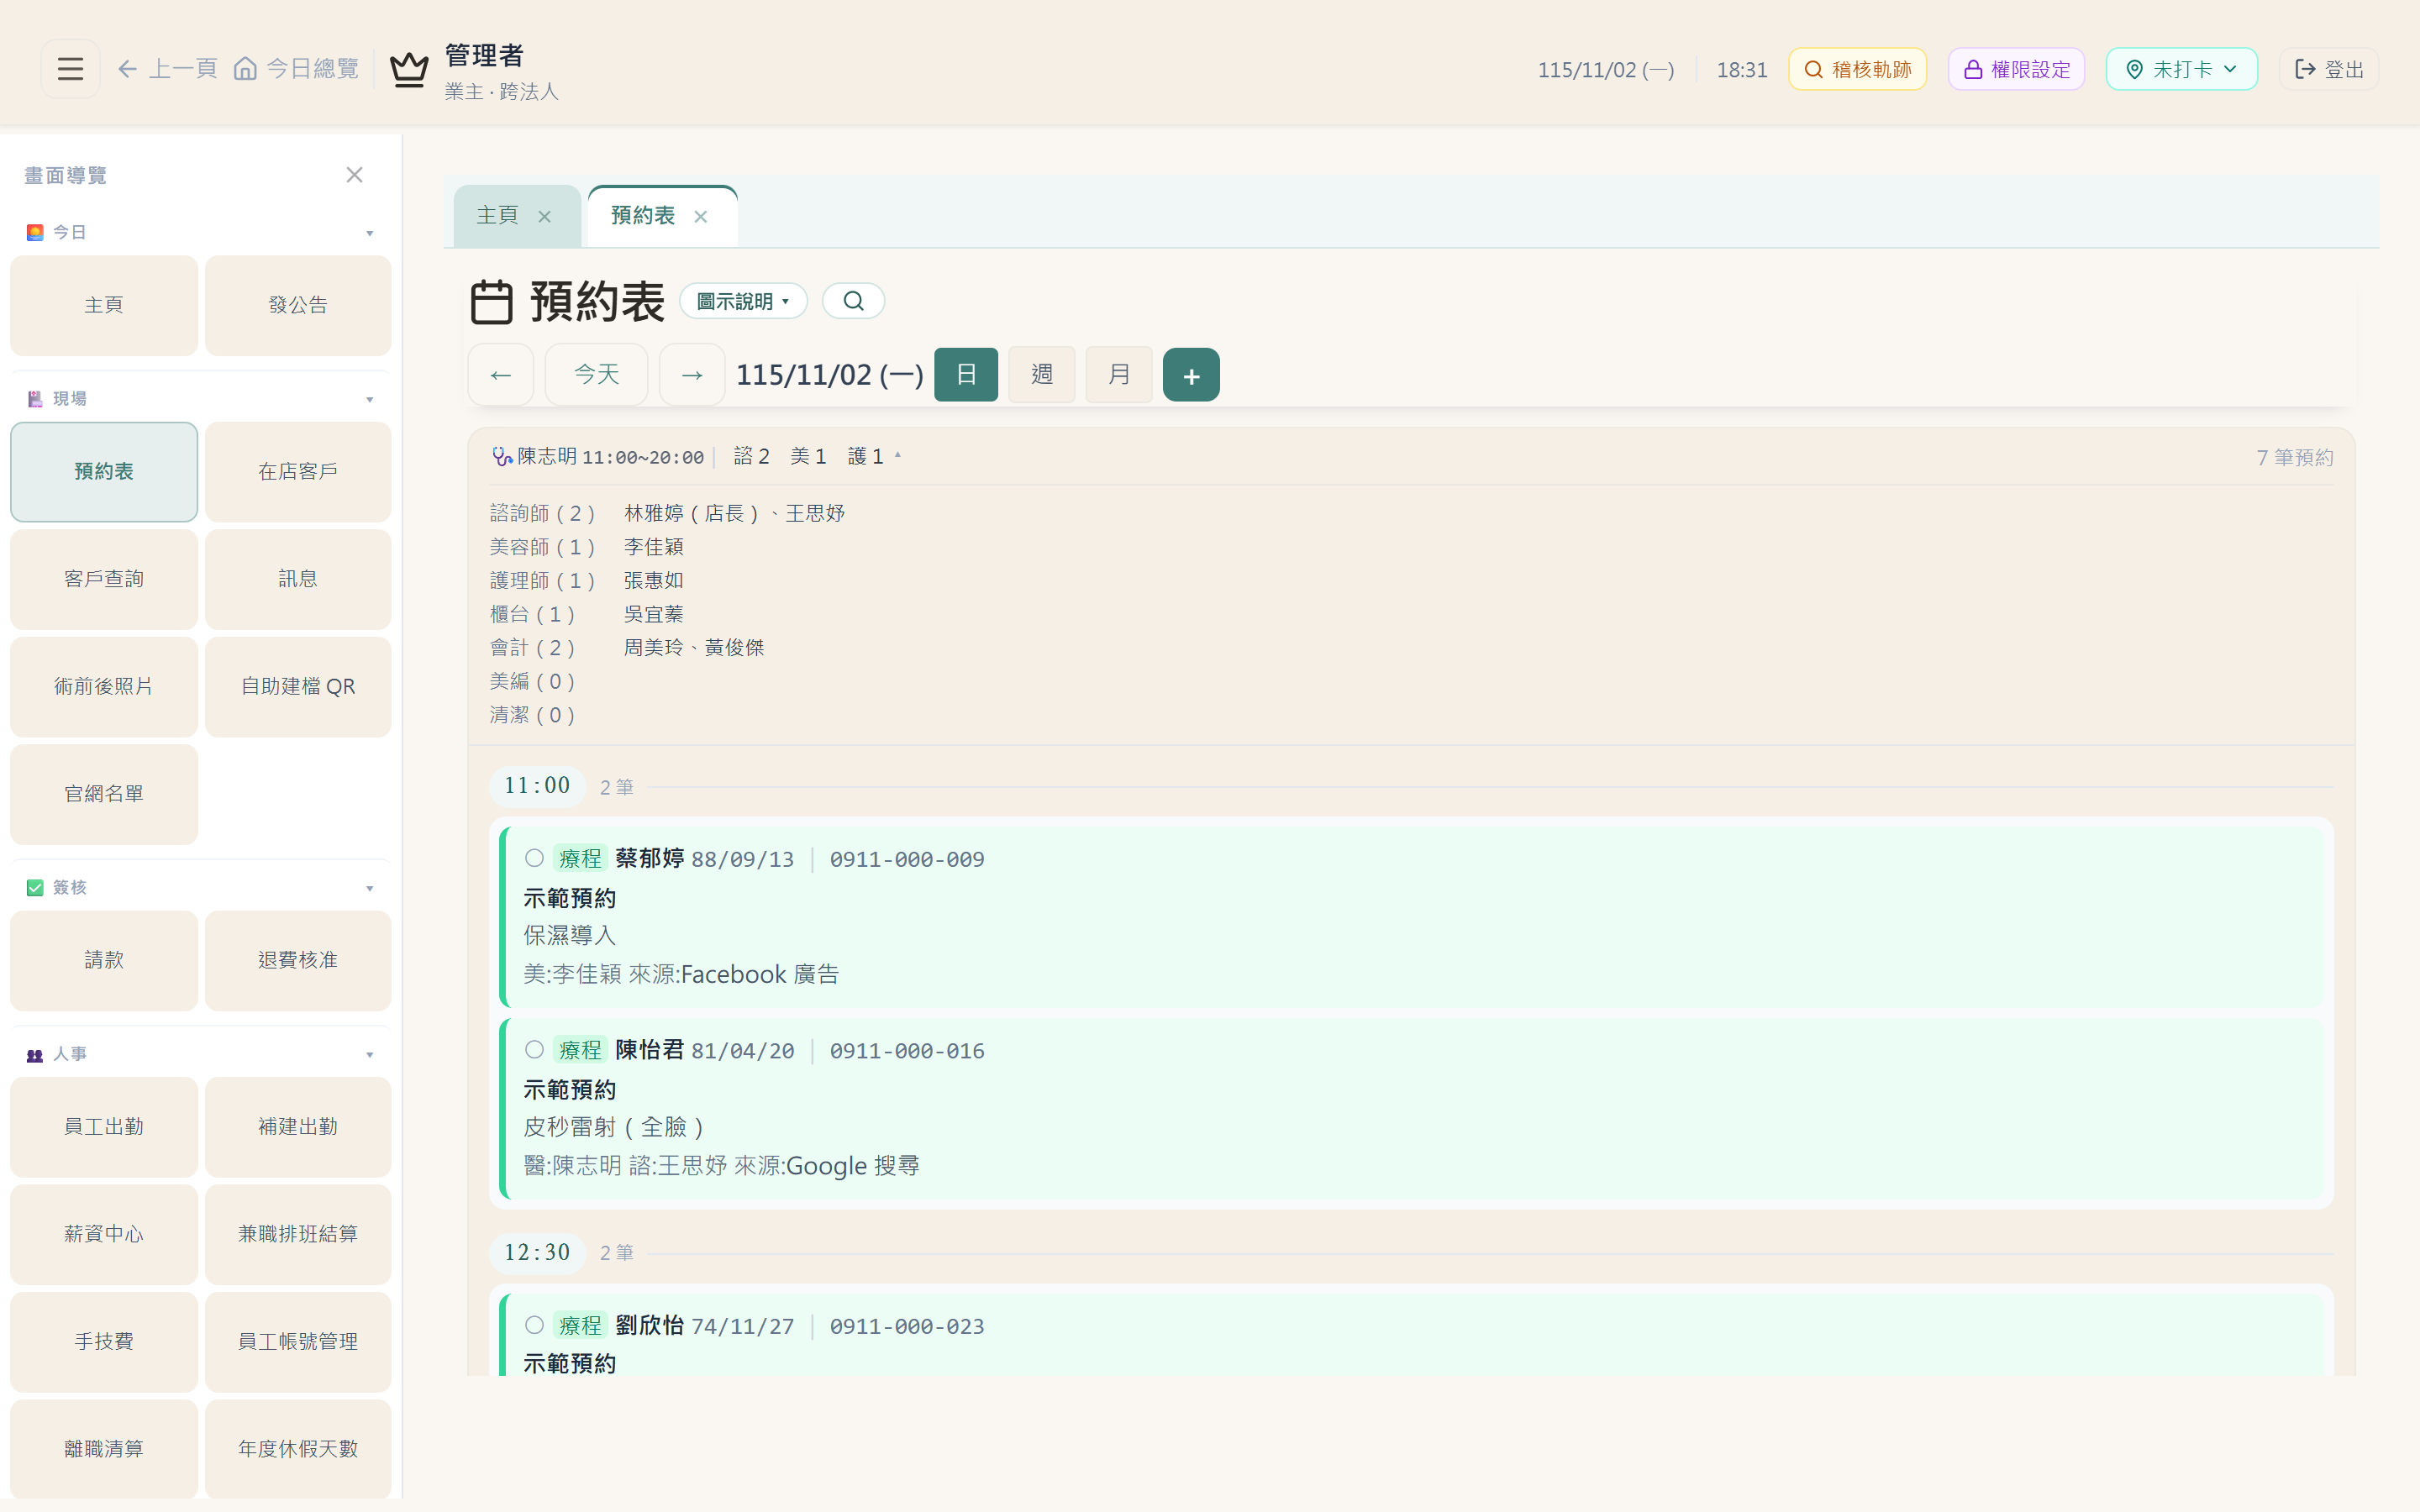 上一頁
今日總覽
管理者
業主 · 跨法人
115/11/02 (一)
18:31
稽核軌跡
權限設定
未打卡
登出
畫面導覽
今日
主頁
發公告
現場
預約表
在店客戶
客戶查詢
訊息
術前後照片
自助建檔 QR
官網名單
簽核
請款
退費核准
人事
員工出勤
補建出勤
薪資中心
兼職排班結算
手技費
員工帳號管理
離職清算
年度休假天數
主頁
預約表
預約表
圖示說明
今天
115/11/02 (一)
日
週
月
+
陳志明 11:00~20:00 諮 2 美 1 護 1
7 筆預約
諮詢師（2） 林雅婷（店長）、王思妤
美容師（1） 李佳穎
護理師（1） 張惠如
櫃台（1） 吳宜蓁
會計（2） 周美玲、黃俊傑
美編（0）
清潔（0）
11:00 2 筆
療程 蔡郁婷 88/09/13 | 0911-000-009
示範預約
保濕導入
美:李佳穎 來源:Facebook 廣告
療程 陳怡君 81/04/20 | 0911-000-016
示範預約
皮秒雷射（全臉）
醫:陳志明 諮:王思妤 來源:Google 搜尋
12:30 2 筆
療程 劉欣怡 74/11/27 | 0911-000-023
示範預約